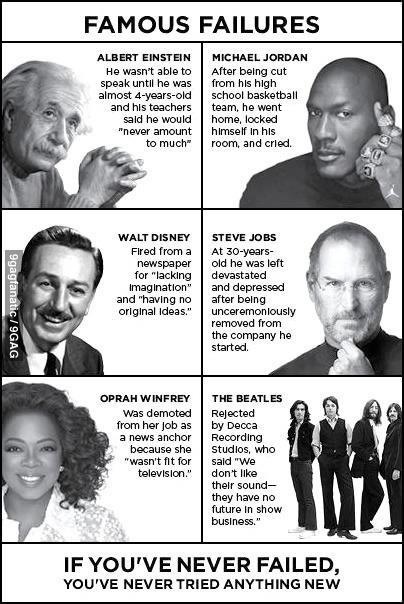 FAMOUS FAILURES
ALBERT EINSTEIN
He wasn't able to
speak until he was
almost 4-years-old
and his teachers
said he would
"never amount
to much"
MICHAEL JORDAN
After being cut
from his high
school basketball
team, he went
home, locked
himself in his
room, and cried.
WALT DISNEY
Fired from a
newspaper
for "lacking
imagination"
and "having no
original ideas."
STEVE JOBS
At 30-years-
old he was left
devastated
and depressed
after being
unceremoniously
removed from
the company he
started.
OPRAH WINFREY
Was demoted
from her job as
a news anchor
because she
"wasn't fit for
television."
THE BEATLES
Rejected
by Decca
Recording
Studios, who
said "We
don't like
their sound—
they have no
future in show
business."
IF YOU'VE NEVER FAILED,
YOU'VE NEVER TRIED ANYTHING NEW
9gagfanatic / 9GAG